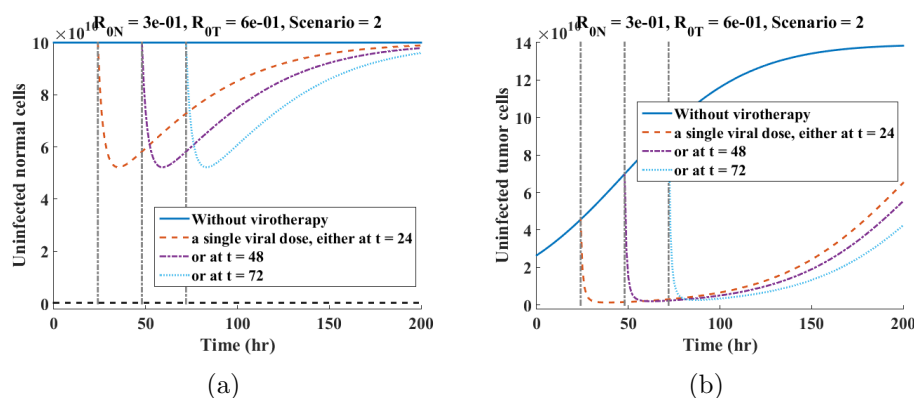 R0N = 3e-01, R0T = 6e-01, Scenario = 2
×10^10
Uninfected normal cells
10
8
6
4
2
0
Without virotherapy
a single viral dose, either at t = 24
or at t = 48
or at t = 72
0 50 100 150 200
Time (hr)
(a)
R0N = 3e-01, R0T = 6e-01, Scenario = 2
Uninfected tumor cells
14
12
10
8
6
4
2
0
Without virotherapy
a single viral dose, either at t = 24
or at t = 48
or at t = 72
0 50 100 150 200
Time (hr)
(b)